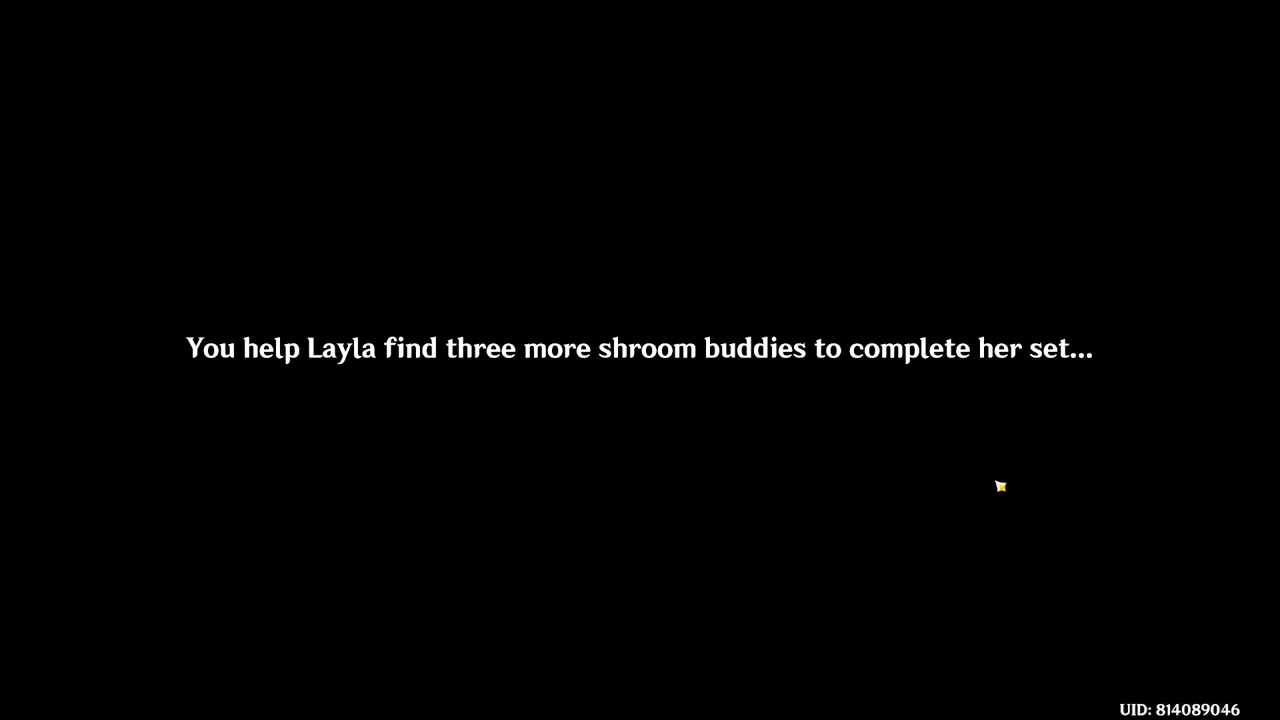 You help Layla find three more shroom buddies to complete her set...
UID: 814089046